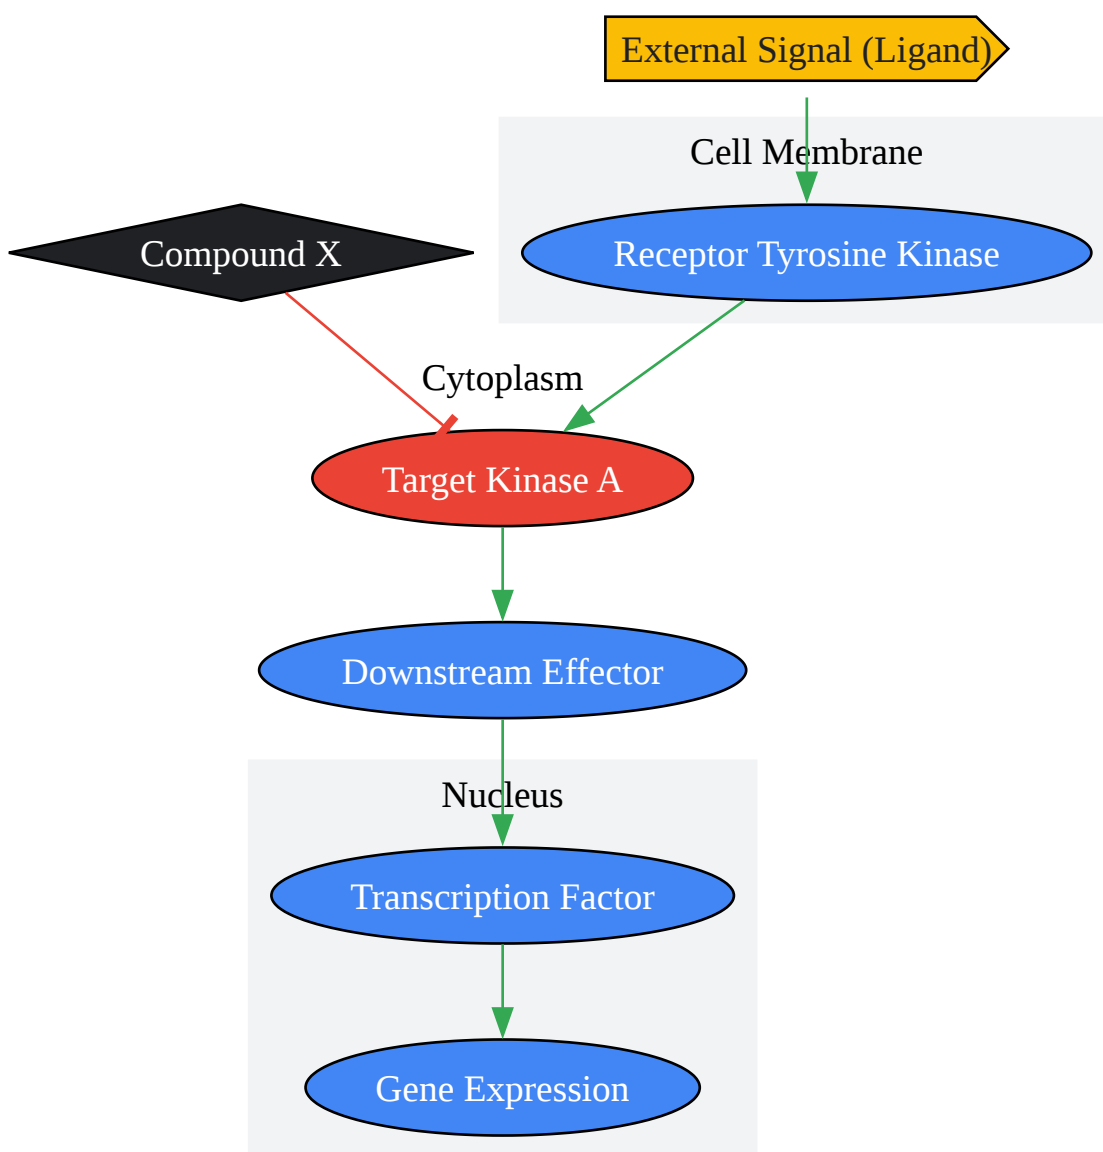 External Signal (Ligand)
Cell Membrane
Compound X
Receptor Tyrosine Kinase
Cytoplasm
Target Kinase A
Downstream Effector
Nucleus
Transcription Factor
Gene Expression